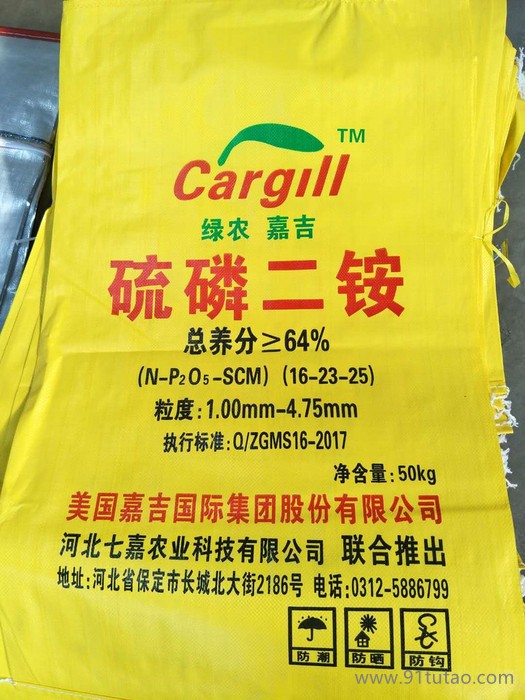 TM
Cargill
绿农 嘉吉
硫磷二铵
总养分≥64%
(N-P₂O₅-SCM) (16-23-25)
粒度:1.00mm-4.75mm
执行标准:Q/ZGMS16-2017
净含量:50kg
美国嘉吉国际集团股份有限公司
河北七嘉农业科技有限公司 联合推出
地址:河北省保定市长城北大街2186号 电话:0312-5886799
防潮 防晒 防钩
www.91tutao.com